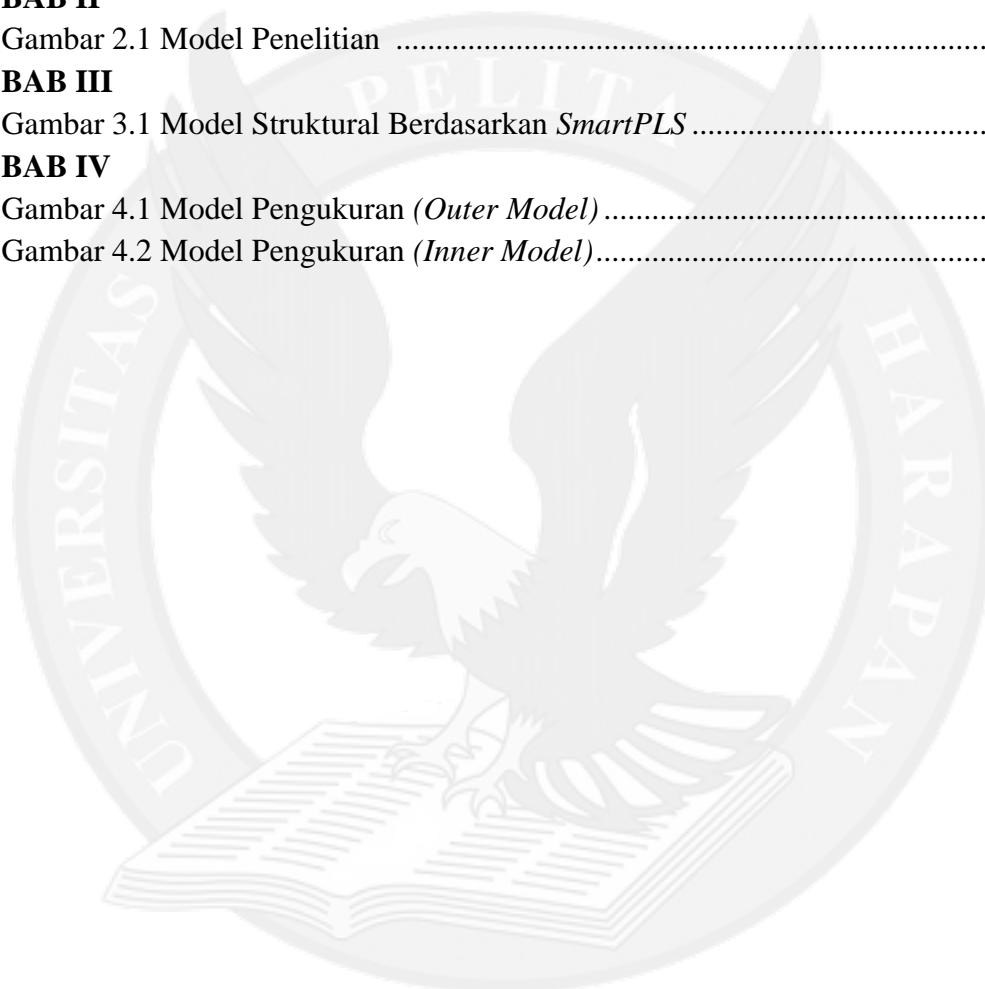 BAB II
Gambar 2.1 Model Penelitian ..........................................................................
BAB III
Gambar 3.1 Model Struktural Berdasarkan SmartPLS .....................................
BAB IV
Gambar 4.1 Model Pengukuran (Outer Model) ................................................
Gambar 4.2 Model Pengukuran (Inner Model) .................................................
UNIVERSITAS PELITA HARAPAN